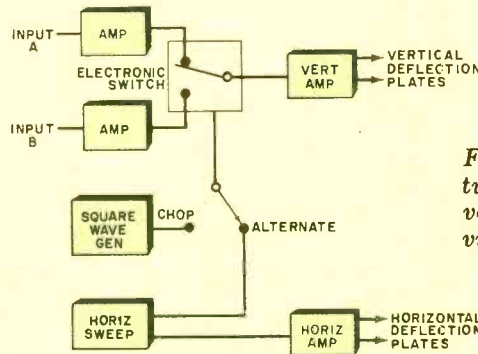 INPUT
A
AMP
ELECTRONIC
SWITCH
VERT
AMP
VERTICAL
DEFLECTION
PLATES
INPUT
B
AMP
SQUARE
WAVE
GEN
CHOP
ALTERNATE
HORIZ
SWEEP
HORIZ
AMP
HORIZONTAL
DEFLECTION
PLATES